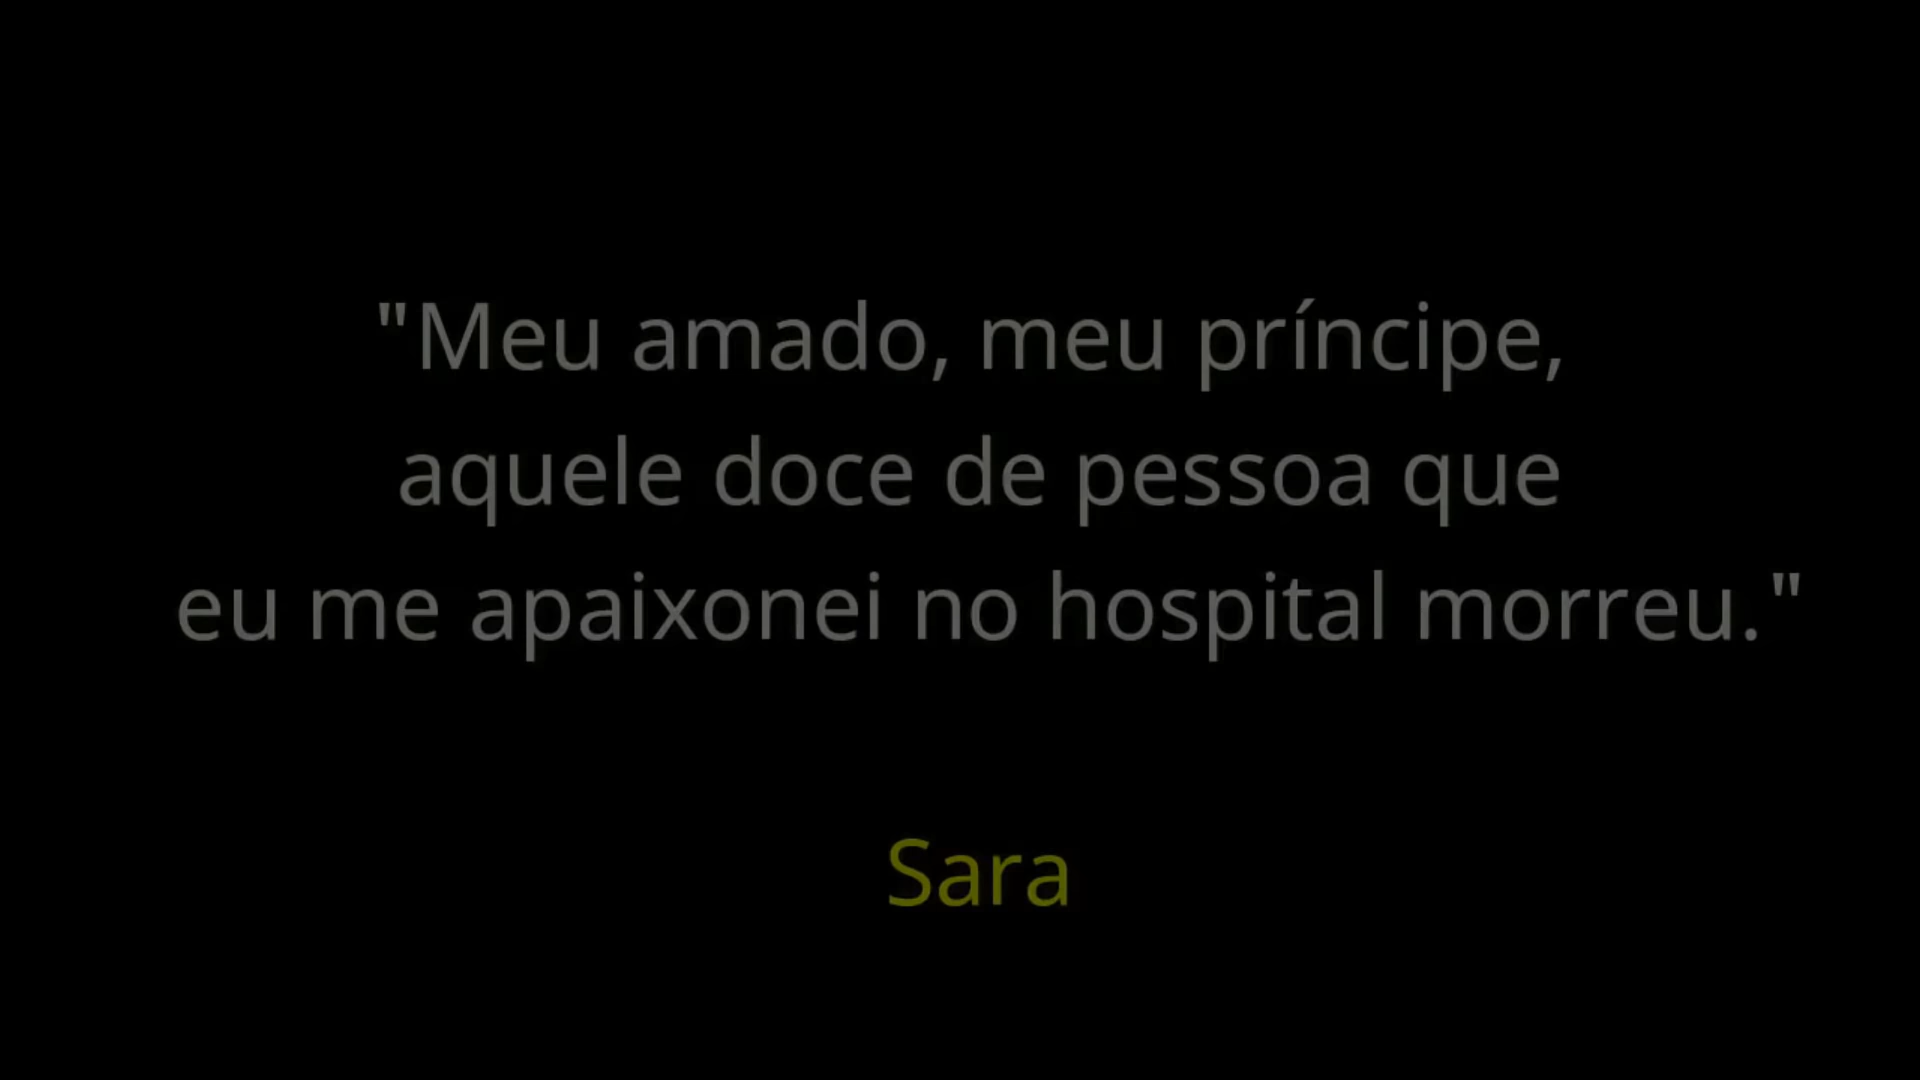 "Meu amado, meu príncipe,
aquele doce de pessoa que
eu me apaixonei no hospital morreu."
Sara